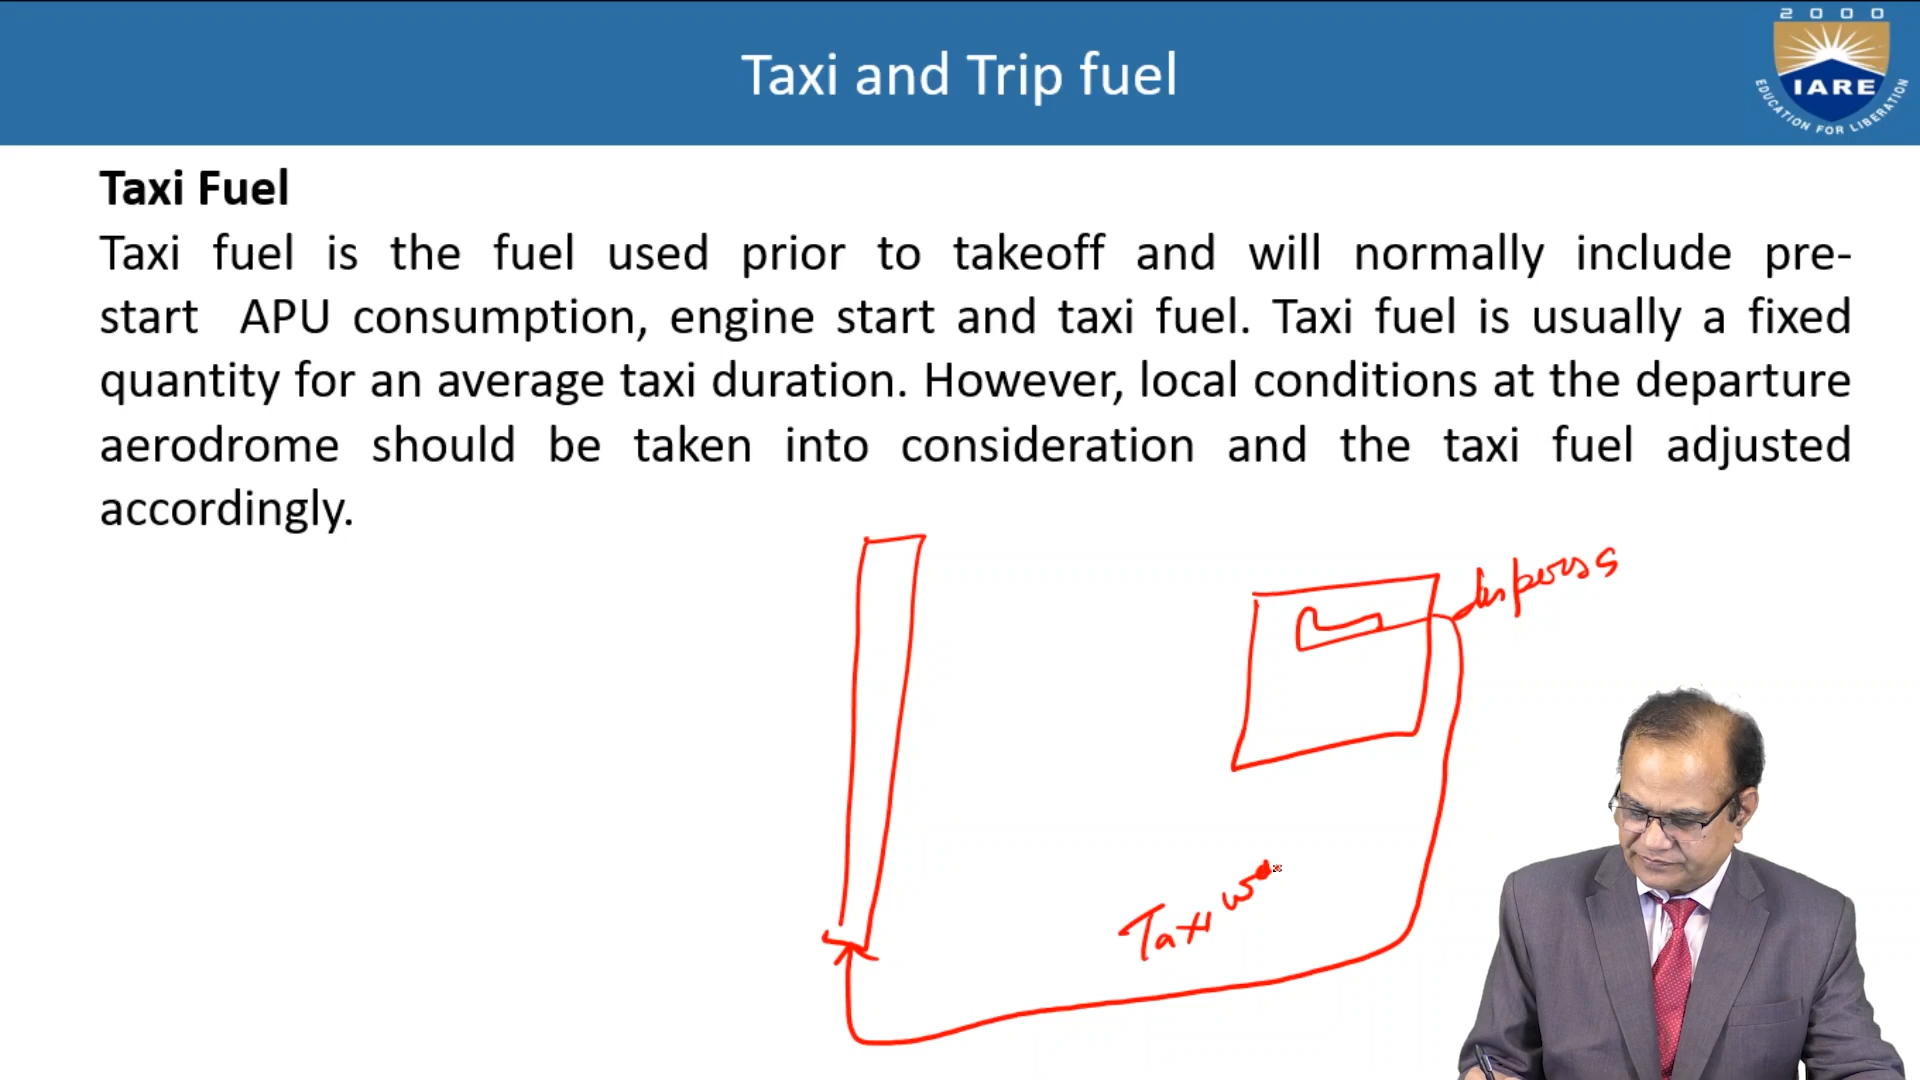 Taxi and Trip fuel
2000
IARE
EDUCATION FOR LIBERATION
Taxi Fuel
Taxi fuel is the fuel used prior to takeoff and will normally include pre-
start APU consumption, engine start and taxi fuel. Taxi fuel is usually a fixed
quantity for an average taxi duration. However, local conditions at the departure
aerodrome should be taken into consideration and the taxi fuel adjusted
accordingly.
Taxi wa